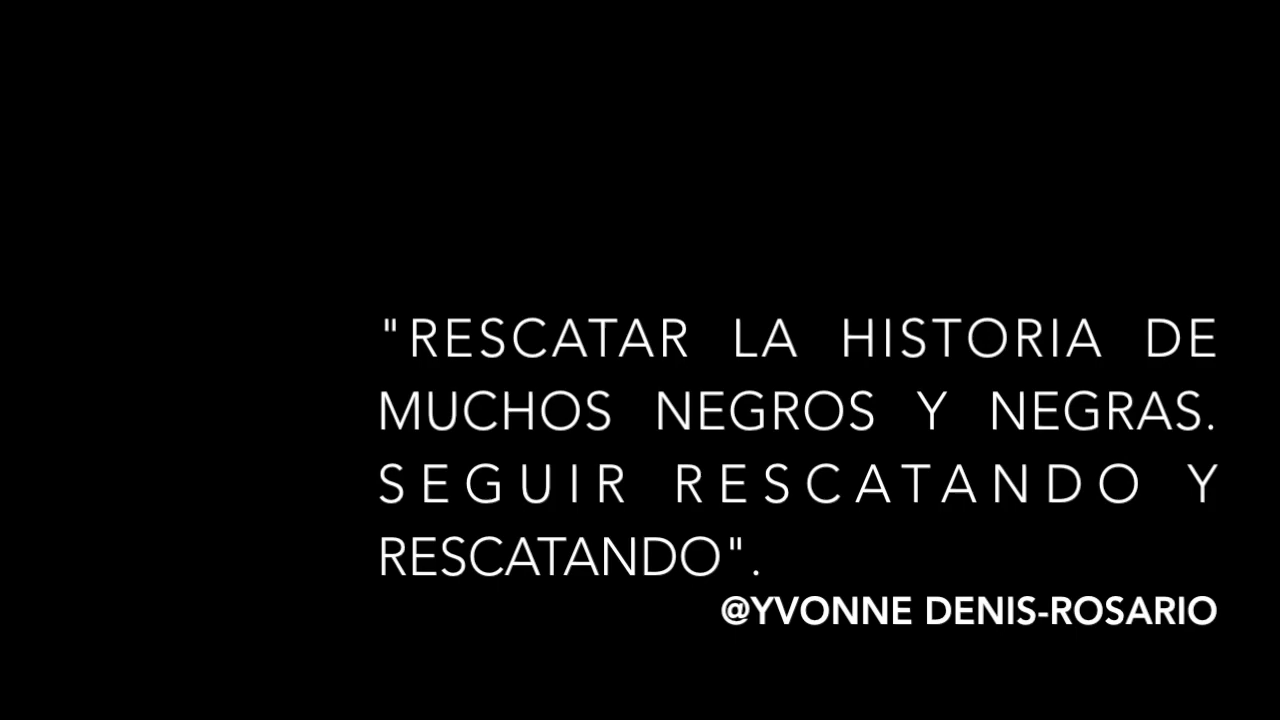 "RESCATAR LA HISTORIA DE
MUCHOS NEGROS Y NEGRAS.
SEGUIR RESCATANDO Y
RESCATANDO".
@YVONNE DENIS-ROSARIO